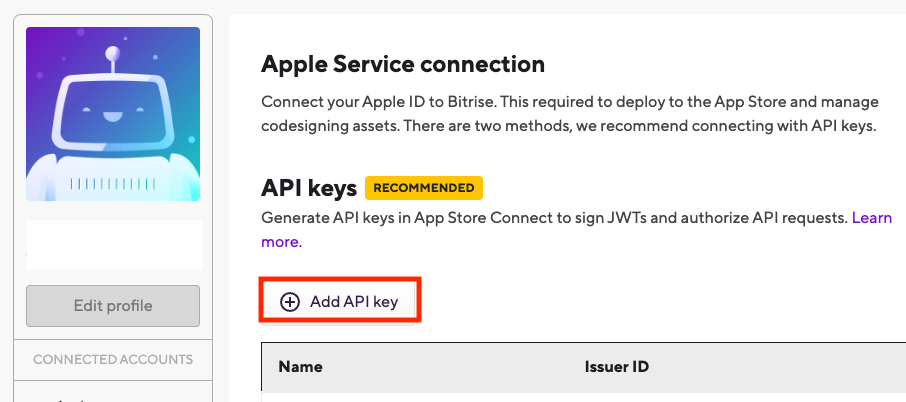 Apple Service connection
Connect your Apple ID to Bitrise. This required to deploy to the App Store and manage
codesigning assets. There are two methods, we recommend connecting with API keys.
API keys RECOMMENDED
Generate API keys in App Store Connect to sign JWTs and authorize API requests. Learn
more.
Edit profile
Add API key
CONNECTED ACCOUNTS
Name Issuer ID